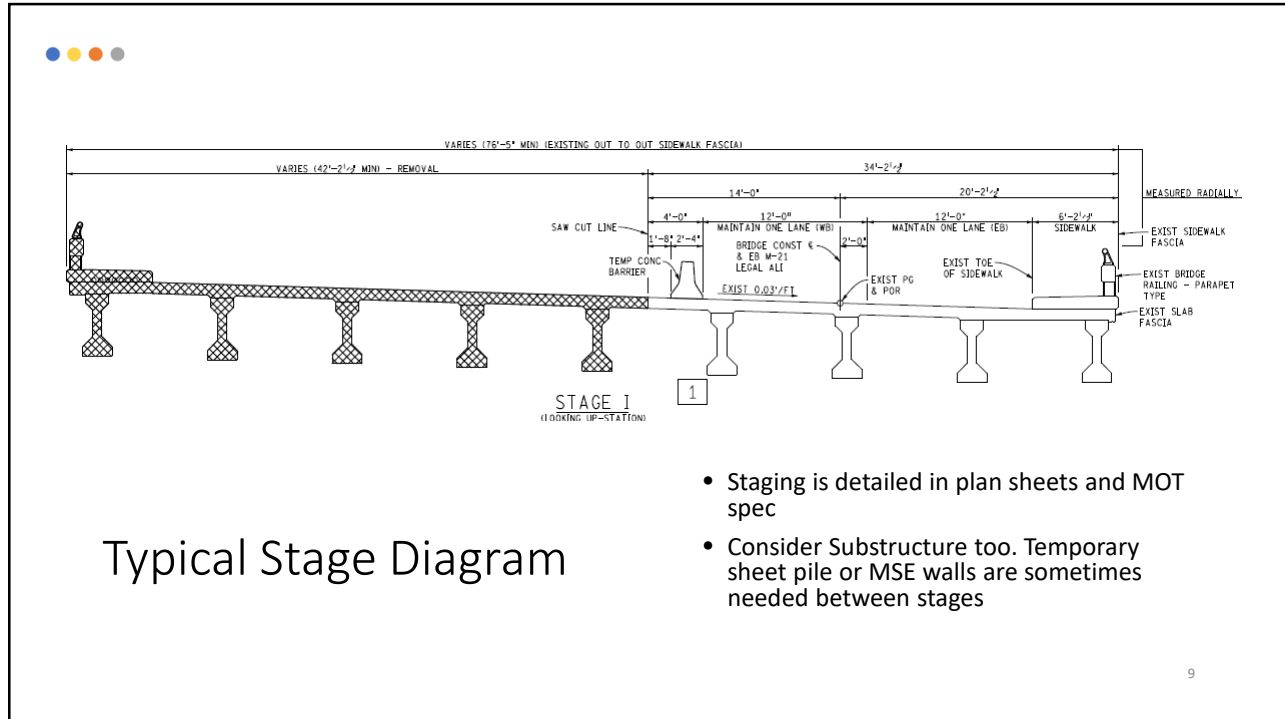 VARIES (76'-5" MIN) (EXISTING OUT TO OUT SIDEWALK FASCIA)
VARIES (42'-2½" MIN) - REMOVAL
34'-2½"
14'-0"
20'-2½"
MEASURED RADIALLY
4'-0"
12'-0"
12'-0"
6'-2½"
SAW CUT LINE
MAINTAIN ONE LANE (WB)
MAINTAIN ONE LANE (EB)
SIDEWALK
1'-8"
2'-4"
2'-0"
EXIST SIDEWALK
FASCIA
TEMP CONC
BARRIER
BRIDGE CONST ℄
& EB M-21
LEGAL ALI
EXIST TOE
OF SIDEWALK
EXIST BRIDGE
RAILING - PARAPET
TYPE
EXIST 0.03'/FT
EXIST PG
& POR
EXIST SLAB
FASCIA
STAGE I
(LOOKING UP-STATION)
1
Typical Stage Diagram
• Staging is detailed in plan sheets and MOT
spec
• Consider Substructure too. Temporary
sheet pile or MSE walls are sometimes
needed between stages
9